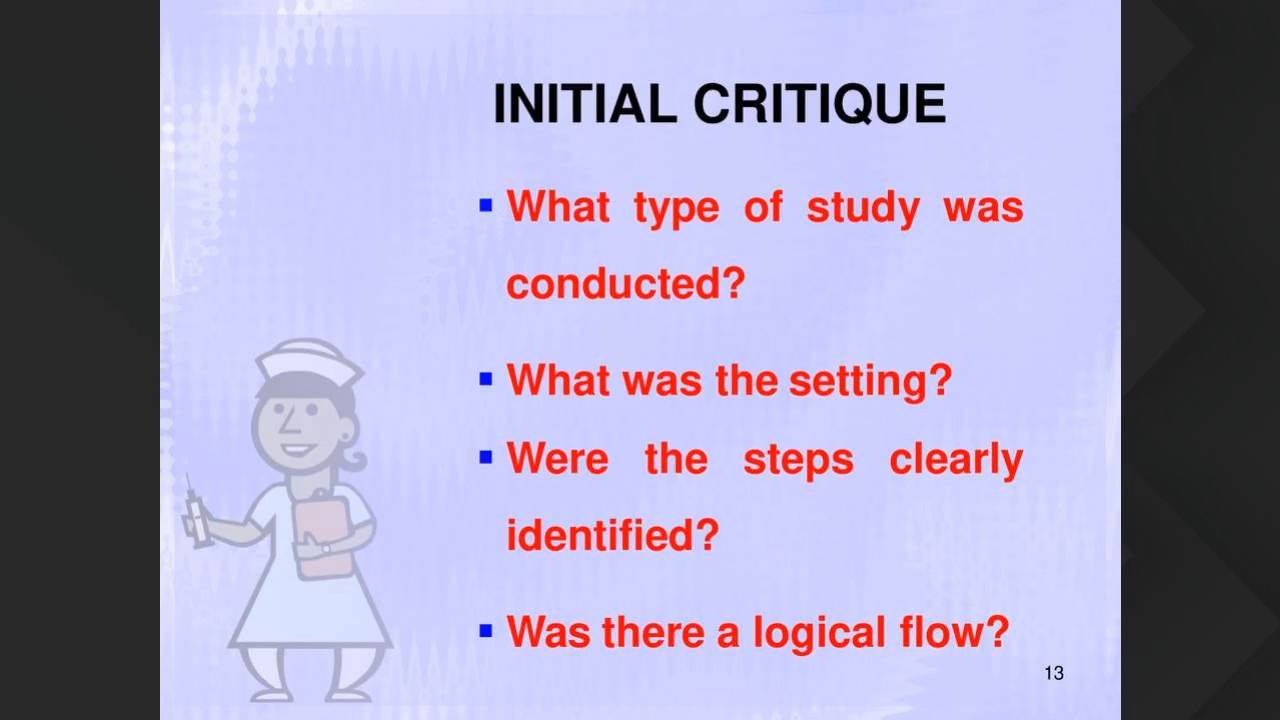 INITIAL CRITIQUE
▪ What type of study was
conducted?
▪ What was the setting?
▪ Were the steps clearly
identified?
▪ Was there a logical flow?
13